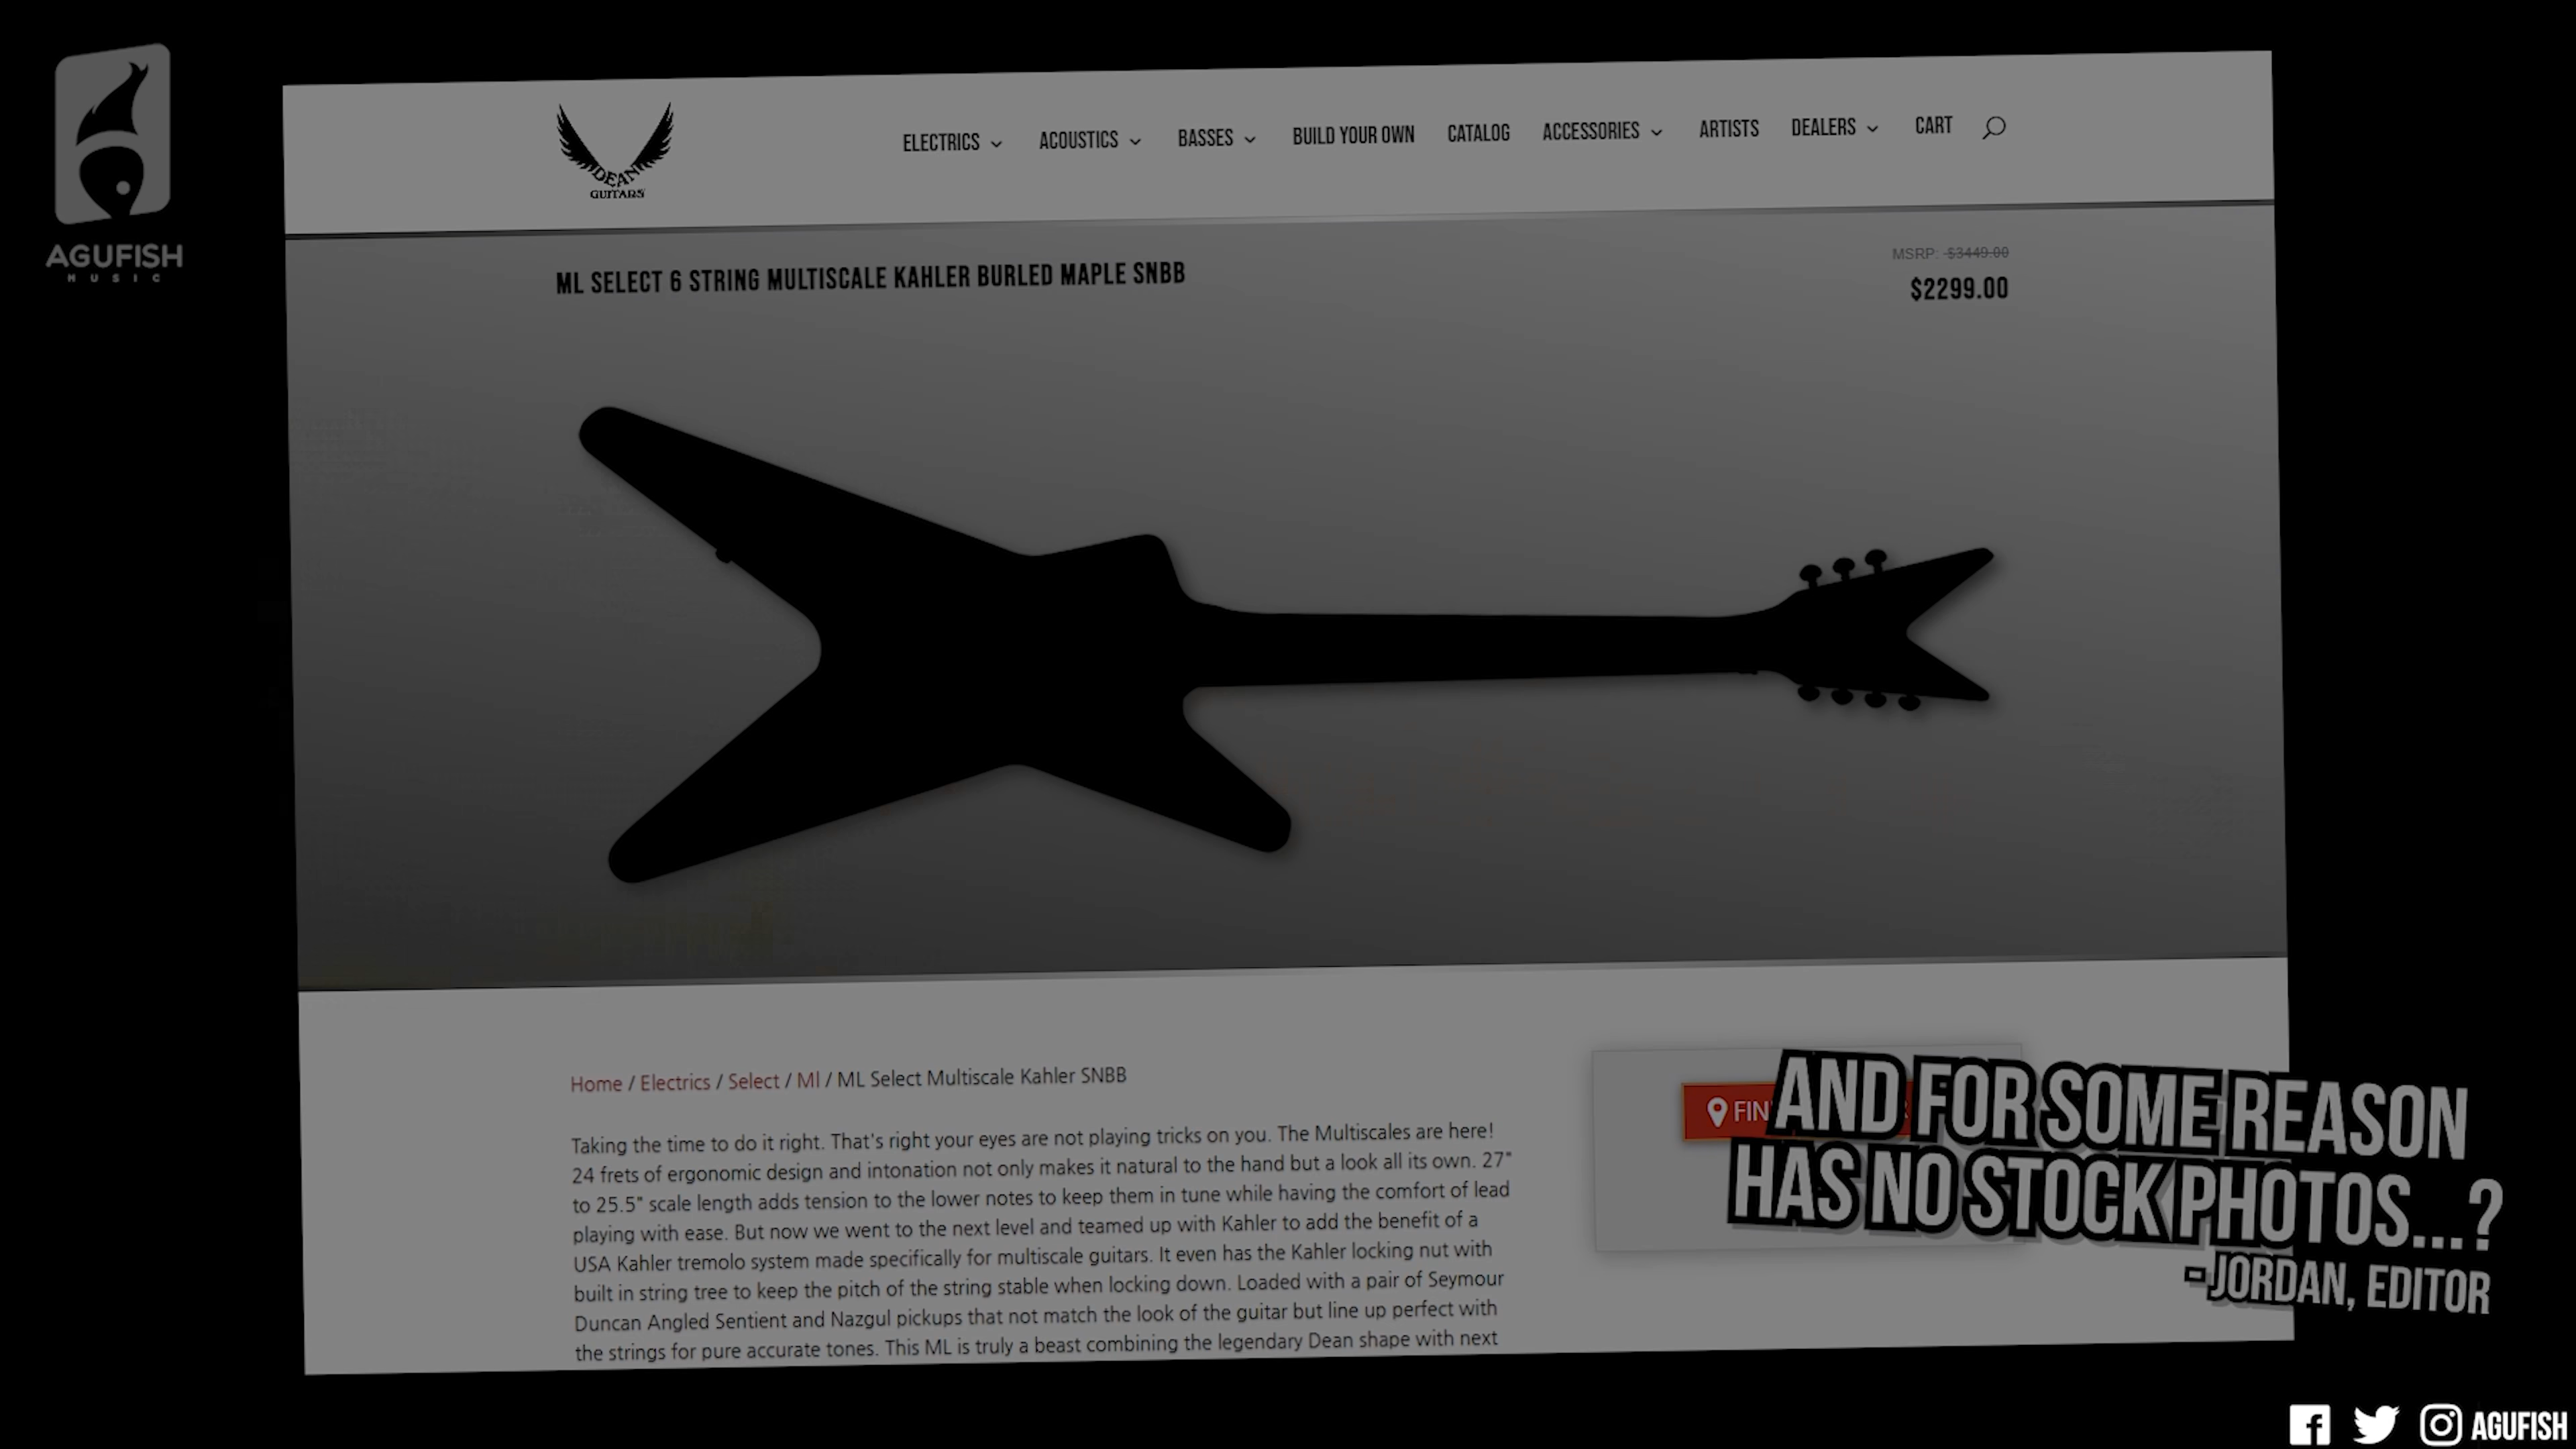 AGUFISH
MUSIC
DEAN
GUITARS
ELECTRICS ACOUSTICS BASSES BUILD YOUR OWN CATALOG ACCESSORIES ARTISTS DEALERS CART
ML SELECT 6 STRING MULTISCALE KAHLER BURLED MAPLE SNBB
MSRP: $3449.00
$2299.00
Home / Electrics / Select / Ml / ML Select Multiscale Kahler SNBB
Taking the time to do it right. That's right your eyes are not playing tricks on you. The Multiscales are here!
24 frets of ergonomic design and intonation not only makes it natural to the hand but a look all its own. 27"
to 25.5" scale length adds tension to the lower notes to keep them in tune while having the comfort of lead
playing with ease. But now we went to the next level and teamed up with Kahler to add the benefit of a
USA Kahler tremolo system made specifically for multiscale guitars. It even has the Kahler locking nut with
built in string tree to keep the pitch of the string stable when locking down. Loaded with a pair of Seymour
Duncan Angled Sentient and Nazgul pickups that not match the look of the guitar but line up perfect with
the strings for pure accurate tones. This ML is truly a beast combining the legendary Dean shape with next
AND FOR SOME REASON
HAS NO STOCK PHOTOS...?
-JORDAN, EDITOR
AGUFISH